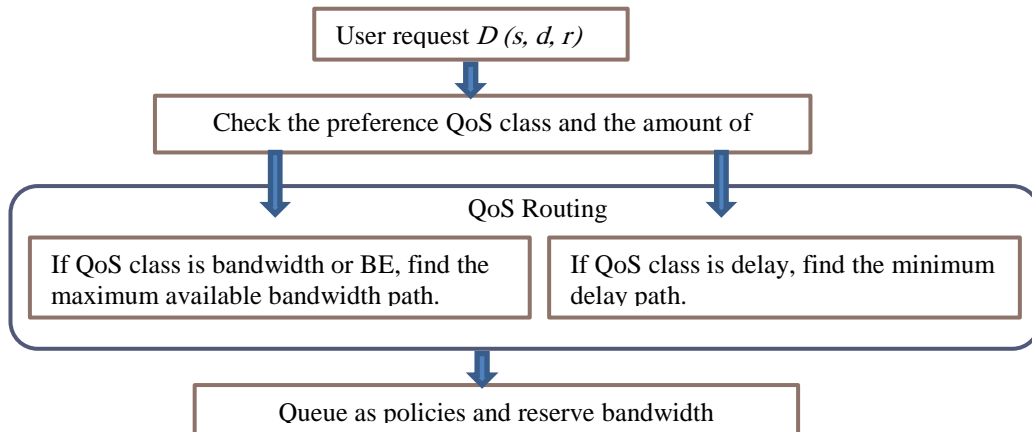 User request D (s, d, r)
Check the preference QoS class and the amount of
QoS Routing
If QoS class is bandwidth or BE, find the
maximum available bandwidth path.
If QoS class is delay, find the minimum
delay path.
Queue as policies and reserve bandwidth